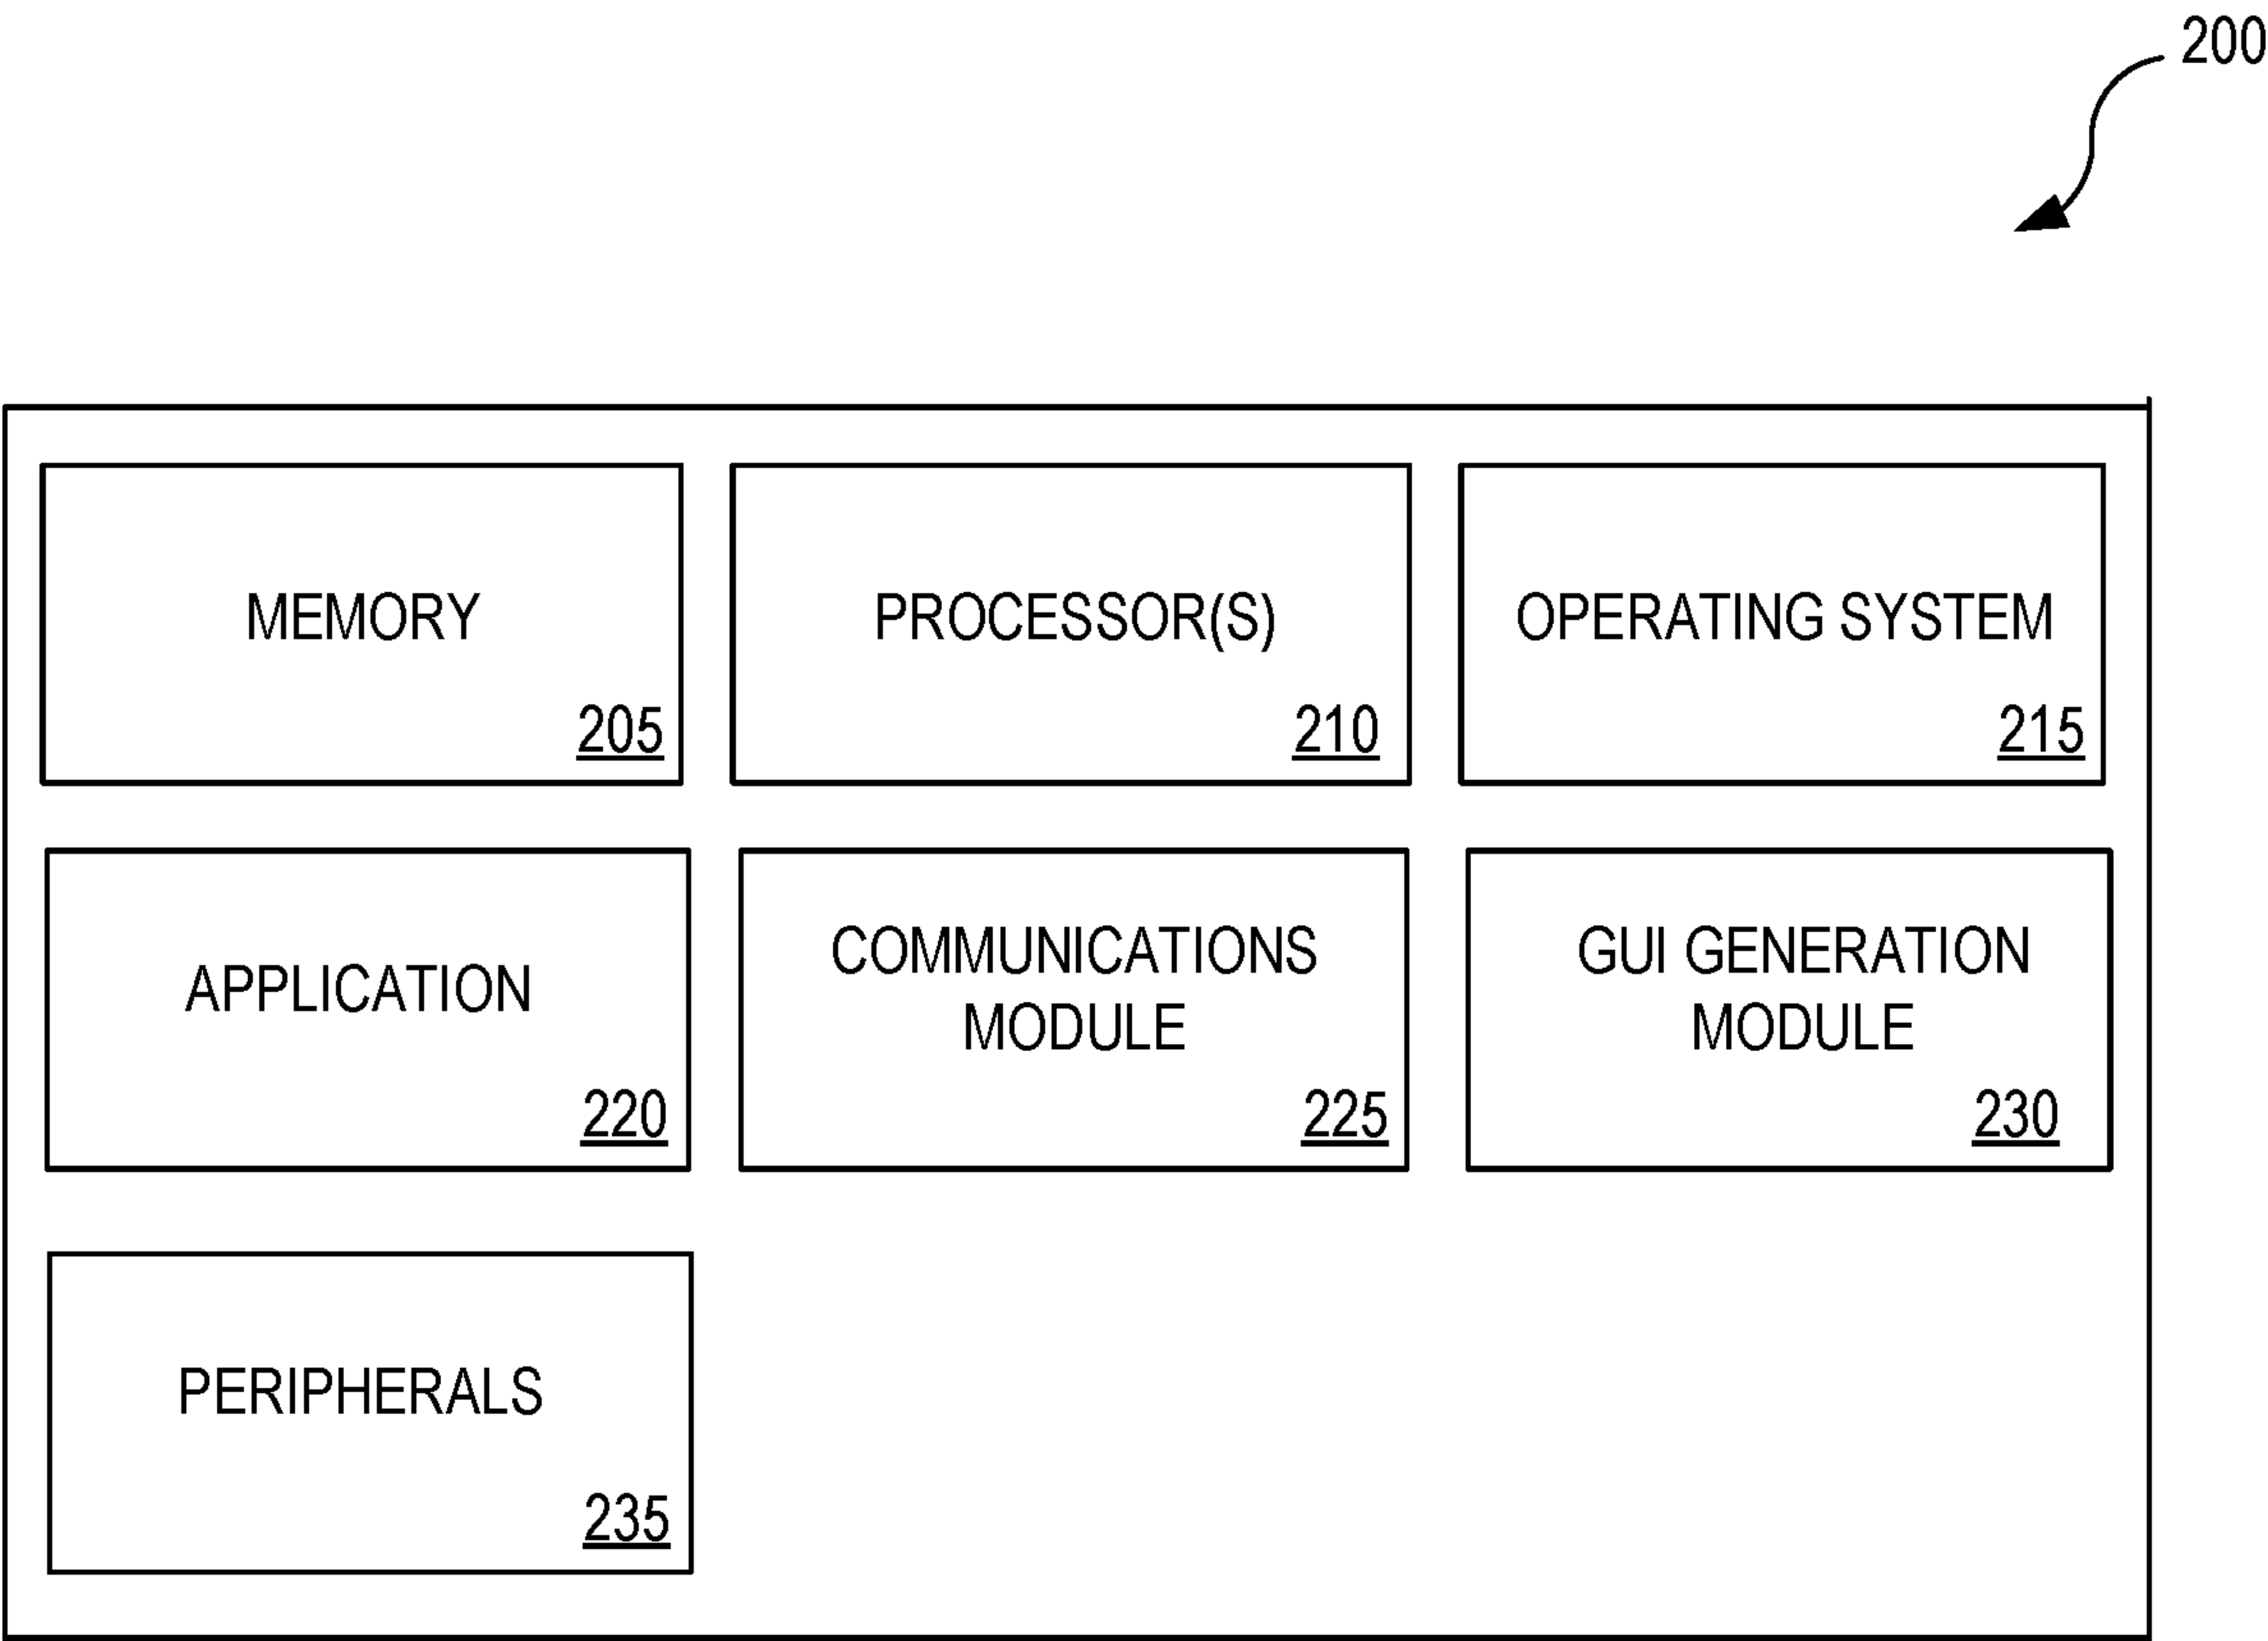 200
MEMORY
205
PROCESSOR(S)
210
OPERATING SYSTEM
215
APPLICATION
220
COMMUNICATIONS
MODULE
225
GUI GENERATION
MODULE
230
PERIPHERALS
235